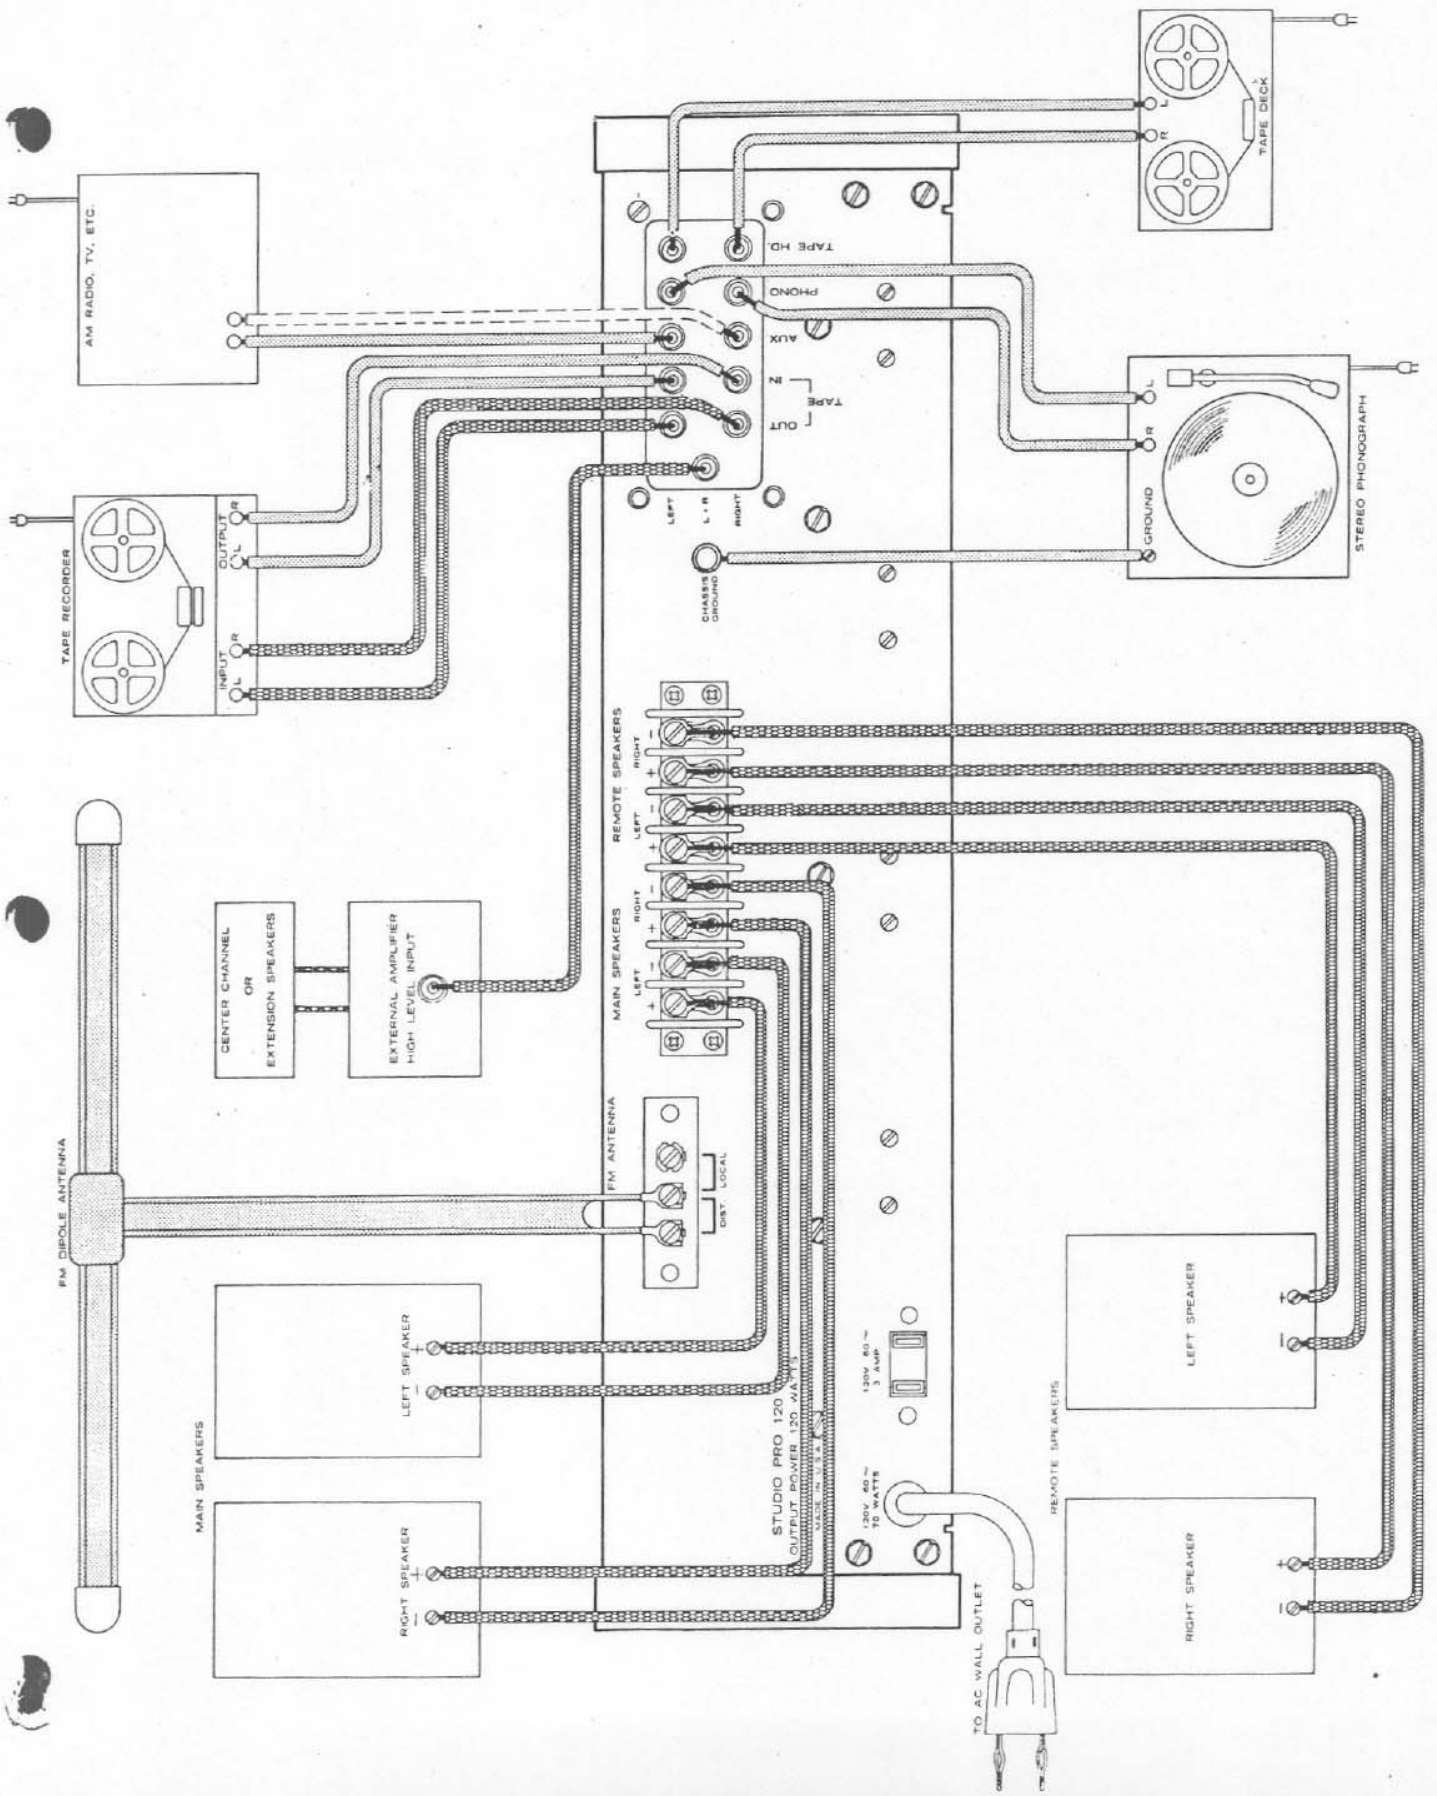 TAPE DECK
L
R
AM RADIO, TV, ETC.
TAPE HD.
PHONO
AUX
IN
TAPE
OUT
LEFT
L + R
RIGHT
CHASSIS
GROUND
STEREO PHONOGRAPH
L
R
GROUND
TAPE RECORDER
OUTPUT
R
L
INPUT
R
L
REMOTE SPEAKERS
RIGHT
LEFT
- + - +
MAIN SPEAKERS
RIGHT
LEFT
- + - +
CENTER CHANNEL
OR
EXTENSION SPEAKERS
EXTERNAL AMPLIFIER
HIGH LEVEL INPUT
FM DIPOLE ANTENNA
FM ANTENNA
LOCAL
DIST.
MAIN SPEAKERS
LEFT SPEAKER
+
-
RIGHT SPEAKER
+
-
STUDIO PRO 120
OUTPUT POWER 120 WATTS
MADE IN U.S.A.
120V 60~
3 AMP
120V 60~
70 WATTS
TO AC WALL OUTLET
REMOTE SPEAKERS
LEFT SPEAKER
+
-
RIGHT SPEAKER
+
-